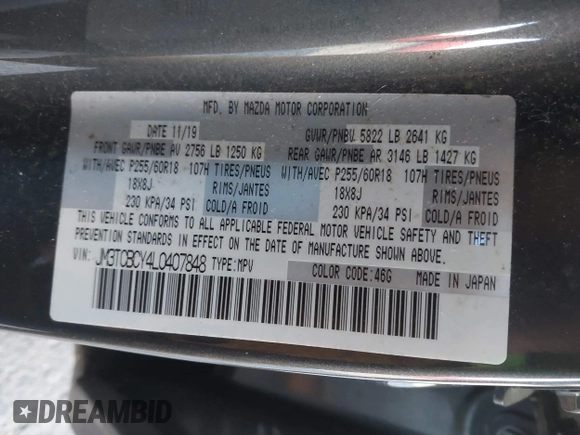 MFD. BY MAZDA MOTOR CORPORATION
DATE 11/19 GVWR/PNBV 5822 LB 2641 KG
FRONT GAWR/PNBE AV 2756 LB 1250 KG REAR GAWR/PNBE AR 3146 LB 1427 KG
WITH/AVEC P255/60R18 107H TIRES/PNEUS WITH/AVEC P255/60R18 107H TIRES/PNEUS
18X8J RIMS/JANTES 18X8J RIMS/JANTES
230 KPA/34 PSI COLD/A FROID 230 KPA/34 PSI COLD/A FROID
THIS VEHICLE CONFORMS TO ALL APPLICABLE FEDERAL MOTOR VEHICLE SAFETY AND THEFT
PREVENTION STANDARDS IN EFFECT ON THE DATE OF MANUFACTURE SHOWN ABOVE.
VIN: JM3TCBCY4L0407848 TYPE:MPV COLOR CODE:46G MADE IN JAPAN
DREAMBID